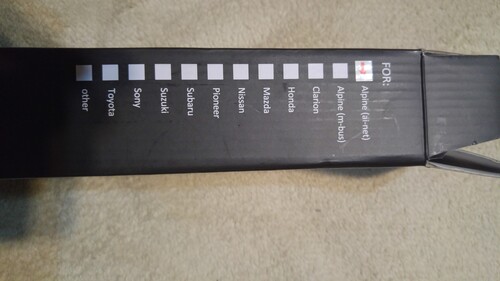 FOR:
Alpine (ai-net)
Alpine (m-bus)
Clarion
Honda
Mazda
Nissan
Pioneer
Subaru
Suzuki
Sony
Toyota
other